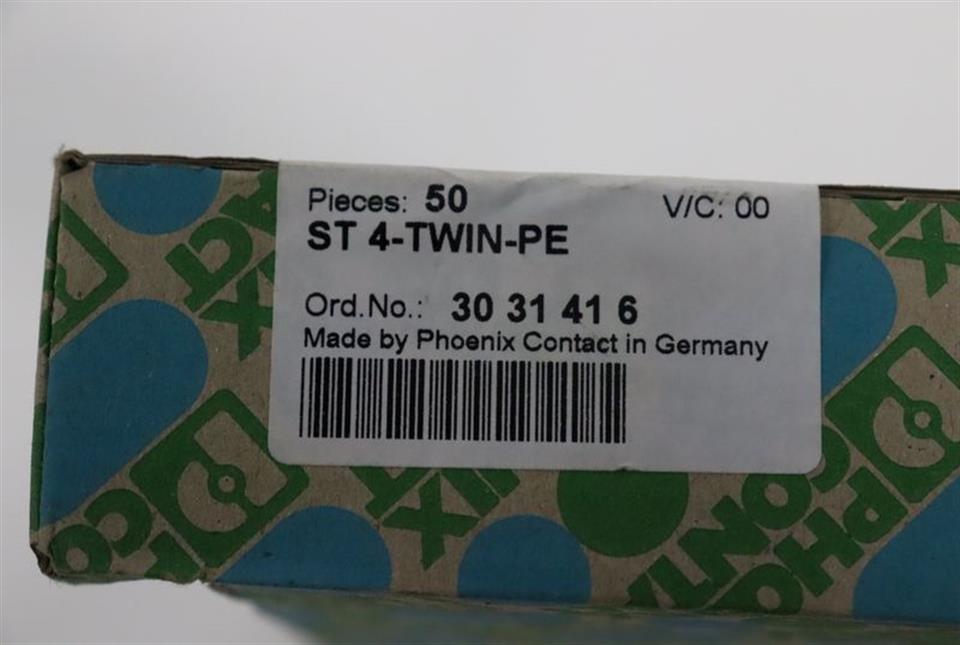 Pieces: 50
V/C: 00
ST 4-TWIN-PE
Ord.No.: 30 31 41 6
Made by Phoenix Contact in Germany